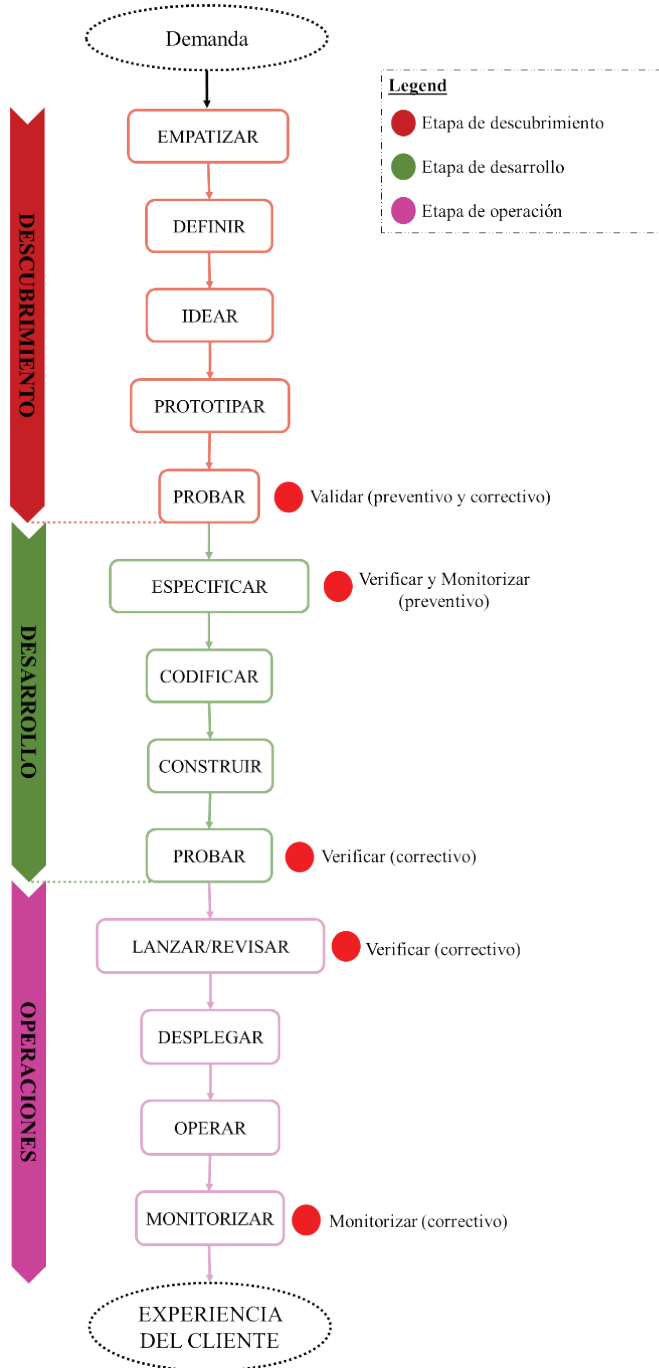 Demanda
Legend
Etapa de descubrimiento
Etapa de desarrollo
Etapa de operación
DESCUBRIMIENTO
EMPATIZAR
DEFINIR
IDEAR
PROTOTIPAR
PROBAR
Validar (preventivo y correctivo)
DESARROLLO
ESPECIFICAR
Verificar y Monitorizar
(preventivo)
CODIFICAR
CONSTRUIR
PROBAR
Verificar (correctivo)
OPERACIONES
LANZAR/REVISAR
Verificar (correctivo)
DESPLEGAR
OPERAR
MONITORIZAR
Monitorizar (correctivo)
EXPERIENCIA
DEL CLIENTE